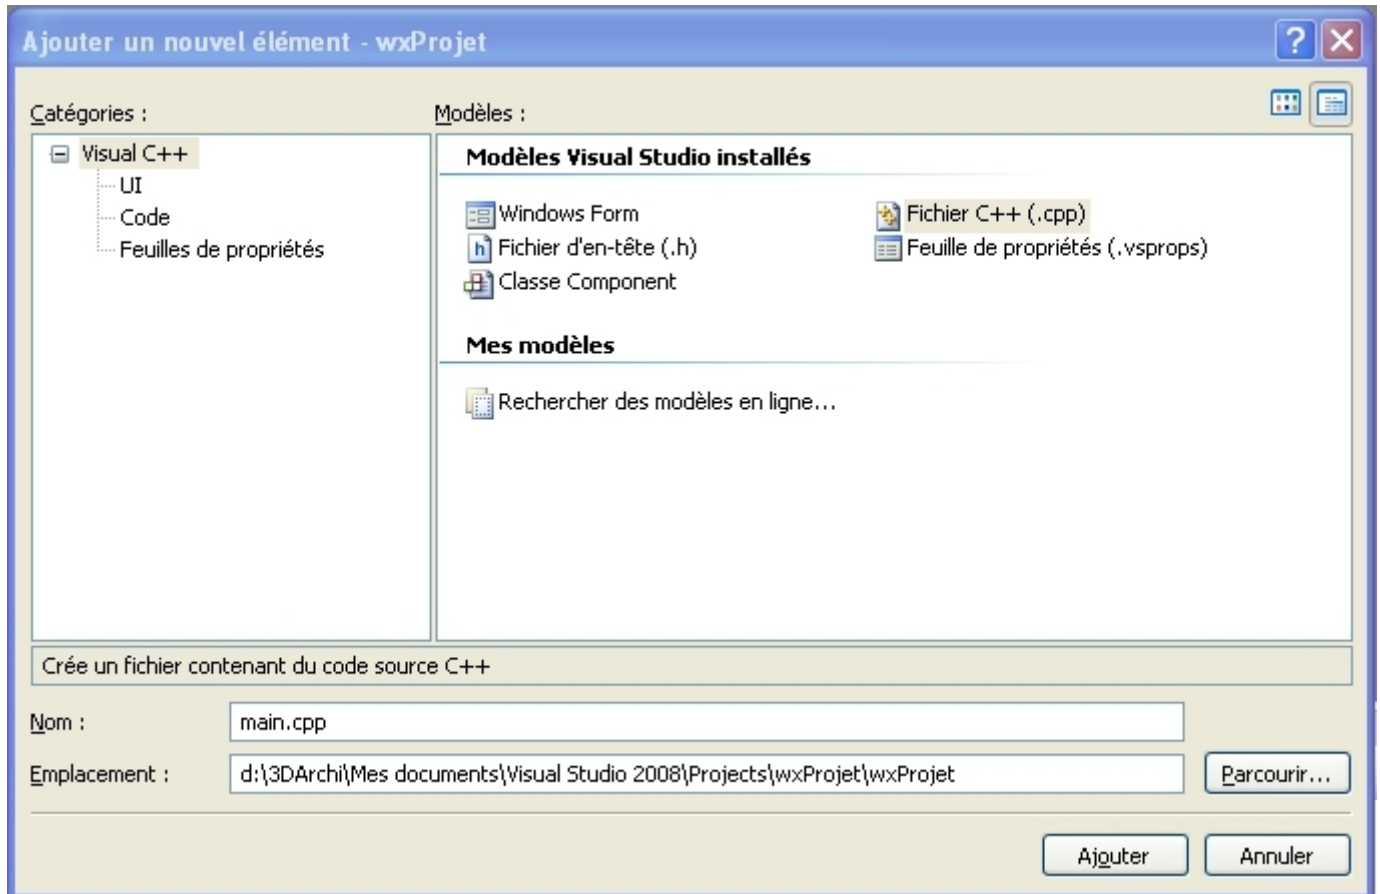 Ajouter un nouvel élément - wxProjet
Catégories :
Modèles :
Visual C++
UI
Code
Feuilles de propriétés
Modèles Visual Studio installés
Windows Form
Fichier C++ (.cpp)
Fichier d'en-tête (.h)
Feuille de propriétés (.vsprops)
Classe Component
Mes modèles
Rechercher des modèles en ligne...
Crée un fichier contenant du code source C++
Nom :
main.cpp
Emplacement :
d:\3DArchi\Mes documents\Visual Studio 2008\Projects\wxProjet\wxProjet
Parcourir...
Ajouter
Annuler